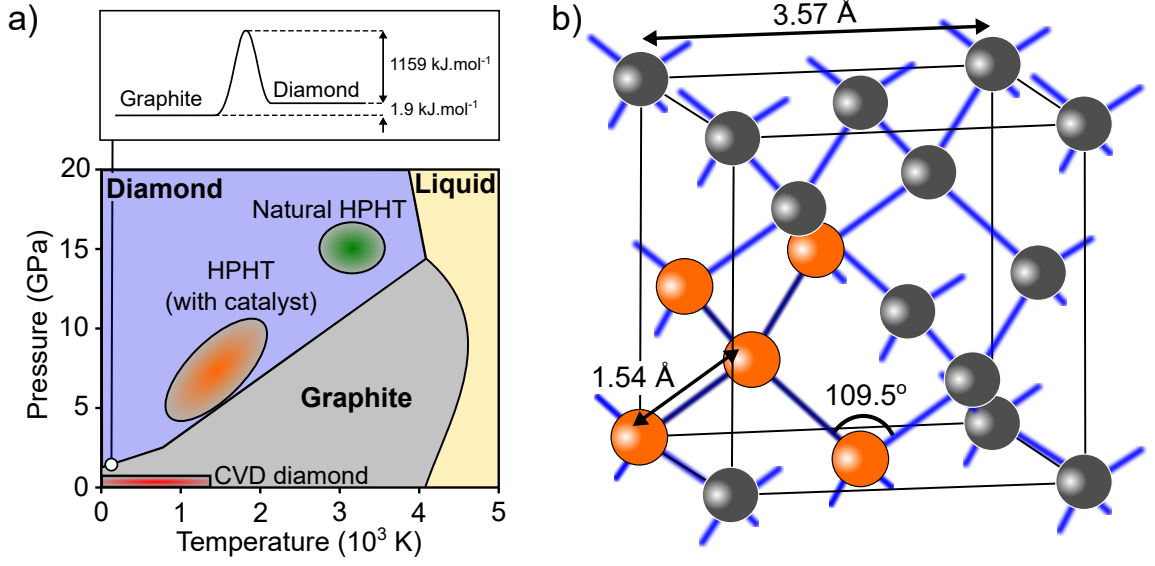 a)
Graphite
Diamond
1159 kJ.mol⁻¹
1.9 kJ.mol⁻¹
Pressure (GPa)
20
15
10
5
0
Diamond
Liquid
Natural HPHT
HPHT
(with catalyst)
Graphite
CVD diamond
0
1
2
3
4
5
Temperature (10³ K)
b)
3.57 Å
1.54 Å
109.5º